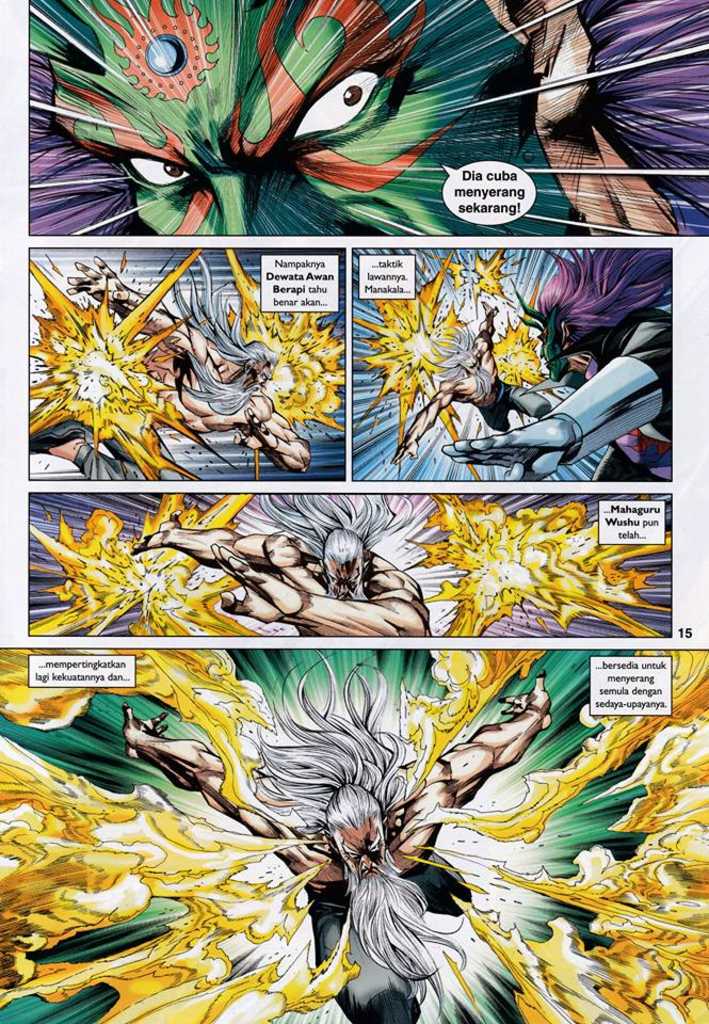 Dia cuba
menyerang
sekarang!
Nampaknya
Dewata Awan
Berapi tahu
benar akan...
...taktik
lawannya.
Manakala...
...Mahaguru
Wushu pun
telah...
15
...mempertingkatkan
lagi kekuatannya dan...
...bersedia untuk
menyerang
semula dengan
sedaya-upayanya.